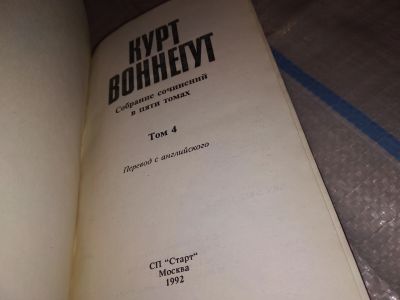 КУРТ
ВОННЕГУТ
Собрание сочинений
в пяти томах
Том 4
Перевод с английского
СП "Старт"
Москва
1992